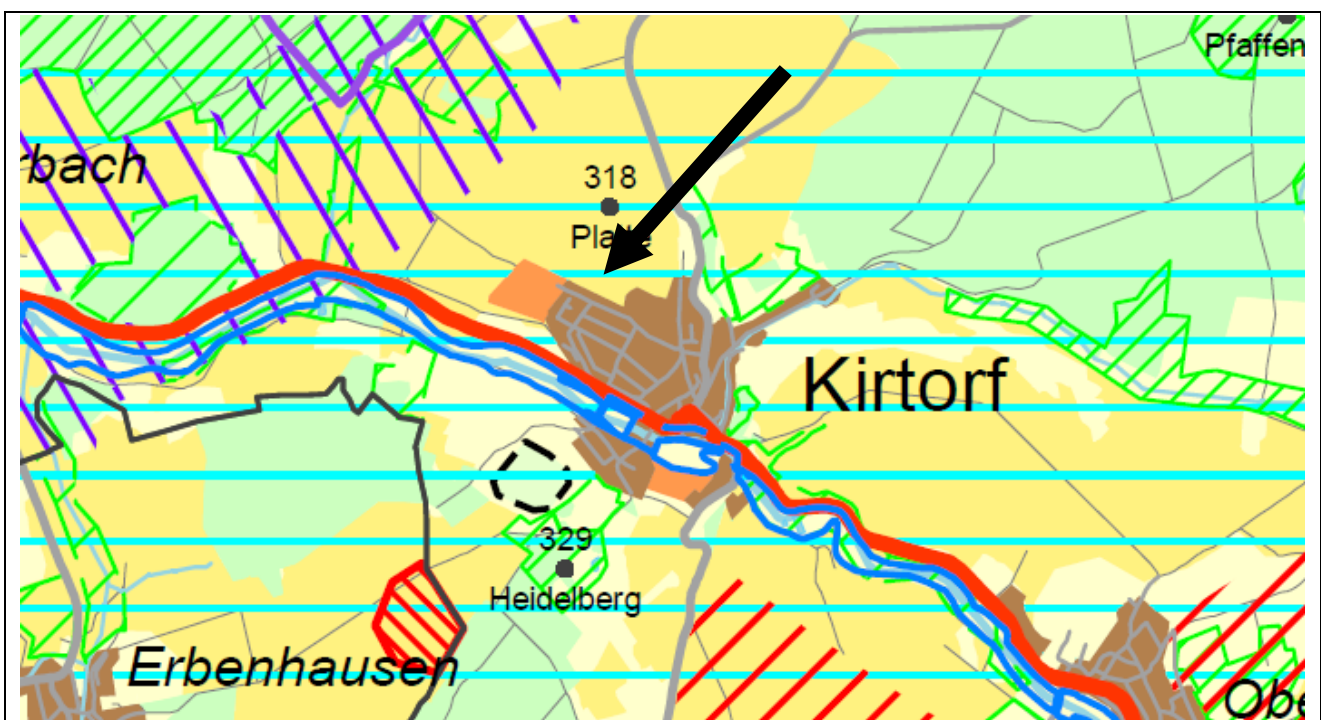 Pfaffen
rbach
318
Kirtorf
329
Heidelberg
Erbenhausen
Obe